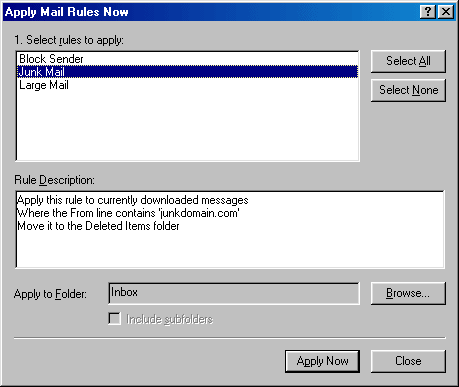 Apply Mail Rules Now
1. Select rules to apply:
Block Sender
Junk Mail
Large Mail
Select All
Select None
Rule Description:
Apply this rule to currently downloaded messages
Where the From line contains 'junkdomain.com'
Move it to the Deleted Items folder
Apply to Folder:
Inbox
Browse...
Include subfolders
Apply Now
Close